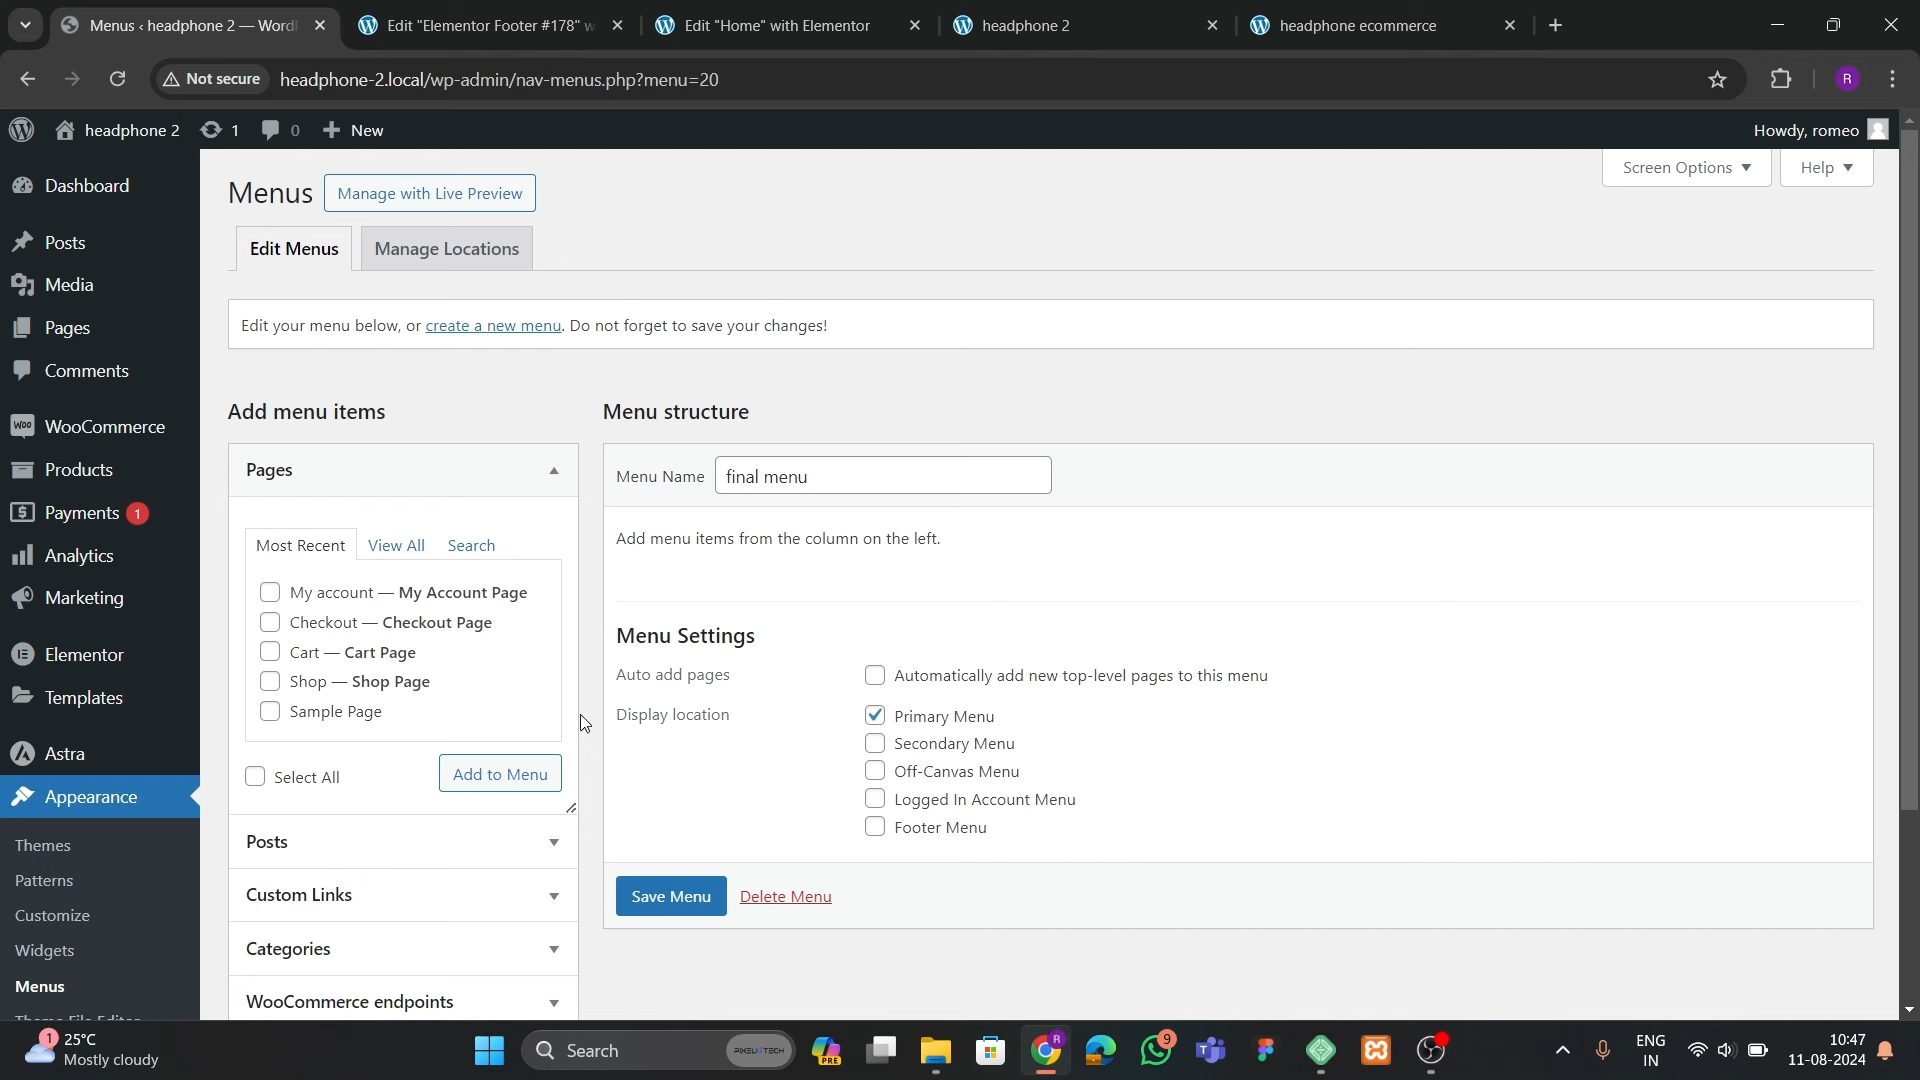 Menus ‹ headphone 2 — Word
Edit "Elementor Footer #178" w
Edit "Home" with Elementor
headphone 2
headphone ecommerce
Not secure
headphone-2.local/wp-admin/nav-menus.php?menu=20
R
headphone 2
1
0
New
Howdy, romeo
Dashboard
Posts
Media
Pages
Comments
WooCommerce
Products
Payments 1
Analytics
Marketing
Elementor
Templates
Astra
Appearance
Themes
Patterns
Customize
Widgets
Menus
Theme File Editor
Screen Options
Help
Menus
Manage with Live Preview
Edit Menus
Manage Locations
Edit your menu below, or create a new menu. Do not forget to save your changes!
Add menu items
Pages
Most Recent
View All
Search
My account — My Account Page
Checkout — Checkout Page
Cart — Cart Page
Shop — Shop Page
Sample Page
Select All
Add to Menu
Posts
Custom Links
Categories
WooCommerce endpoints
Menu structure
Menu Name
final menu
Add menu items from the column on the left.
Menu Settings
Auto add pages
Automatically add new top-level pages to this menu
Display location
Primary Menu
Secondary Menu
Off-Canvas Menu
Logged In Account Menu
Footer Menu
Save Menu
Delete Menu
1
25°C
Mostly cloudy
Search
PRE
R
9
ENG
IN
10:47
11-08-2024